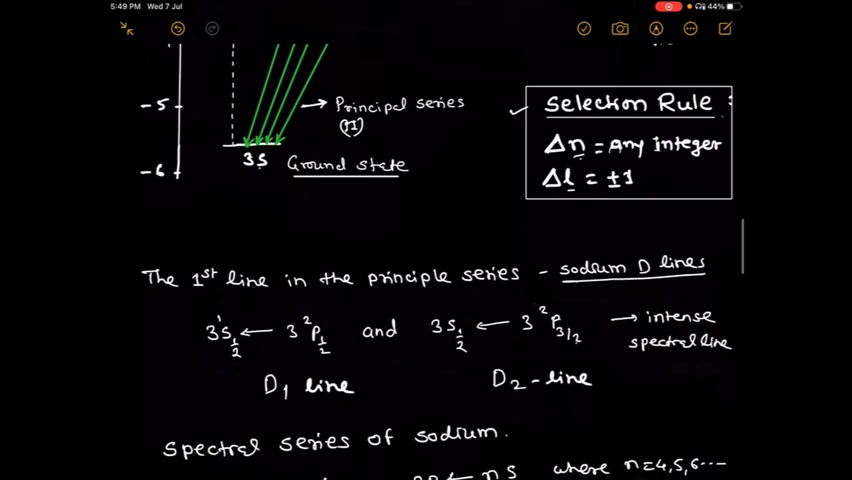 5:49 PM Wed 7 Jul
44%
-5
→ Principal series
(II)
3S Ground state
-6
Selection Rule :
Δn = any integer
Δl = ±1
The 1st line in the principle series - sodium D lines
3¹S½ ← 3²P½ and 3S½ ← 3²P3/2 → intense
spectral line
D1 line D2-line
Spectral series of sodium.
← nS where n=4,5,6---